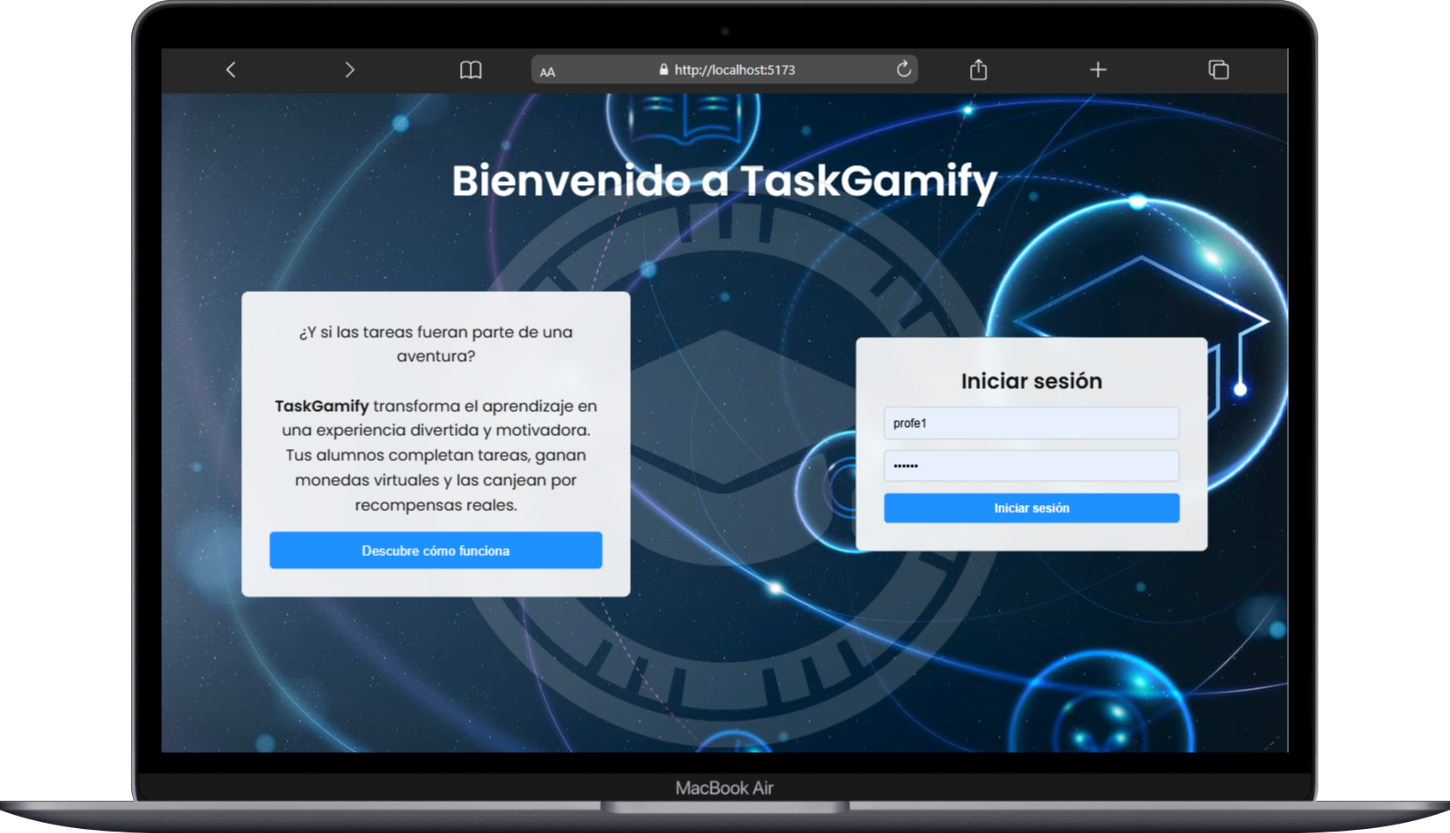 AA
http://localhost:5173
Bienvenido a TaskGamify
¿Y si las tareas fueran parte de una
aventura?
TaskGamify transforma el aprendizaje en
una experiencia divertida y motivadora.
Tus alumnos completan tareas, ganan
monedas virtuales y las canjean por
recompensas reales.
Descubre cómo funciona
Iniciar sesión
profe1
••••••
Iniciar sesión
MacBook Air